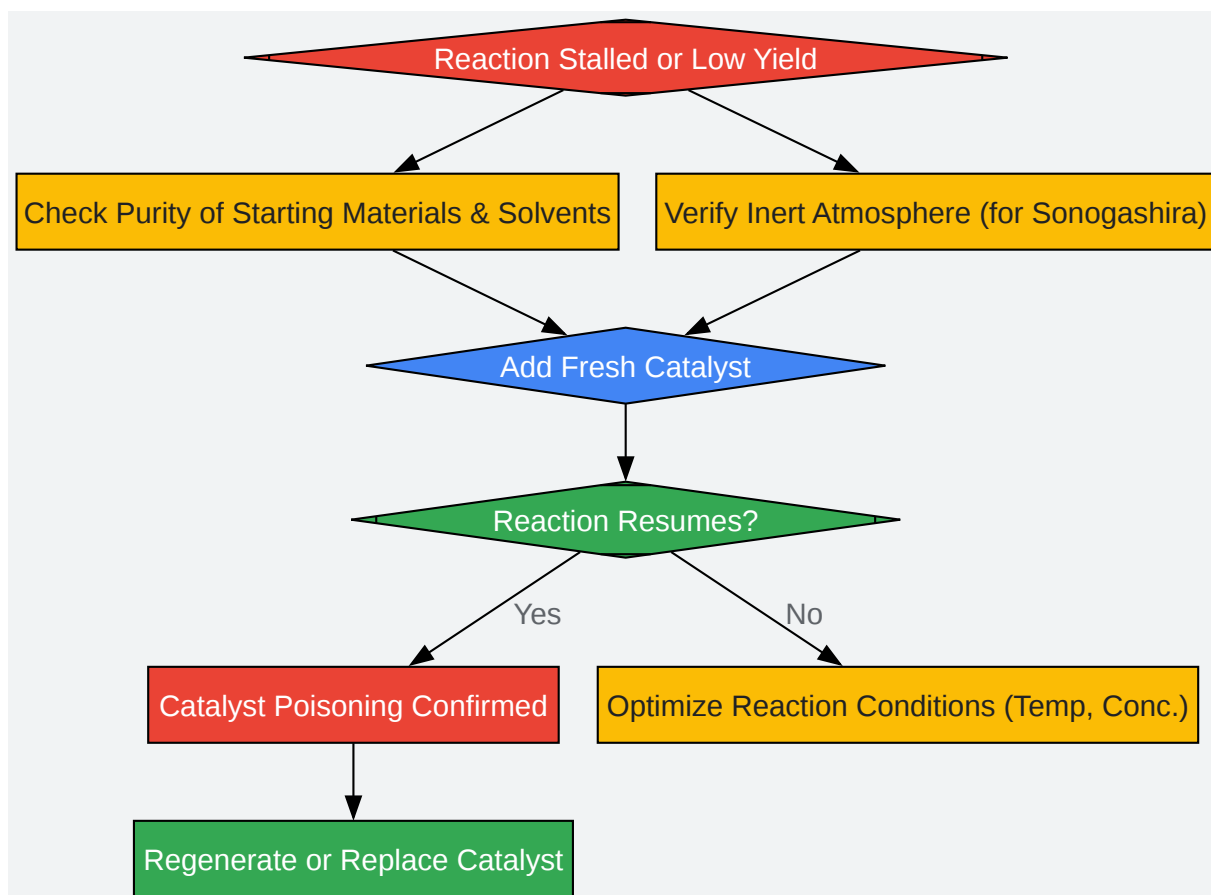 Reaction Stalled or Low Yield
Check Purity of Starting Materials & Solvents
Verify Inert Atmosphere (for Sonogashira)
Add Fresh Catalyst
Reaction Resumes?
Yes
No
Catalyst Poisoning Confirmed
Optimize Reaction Conditions (Temp, Conc.)
Regenerate or Replace Catalyst